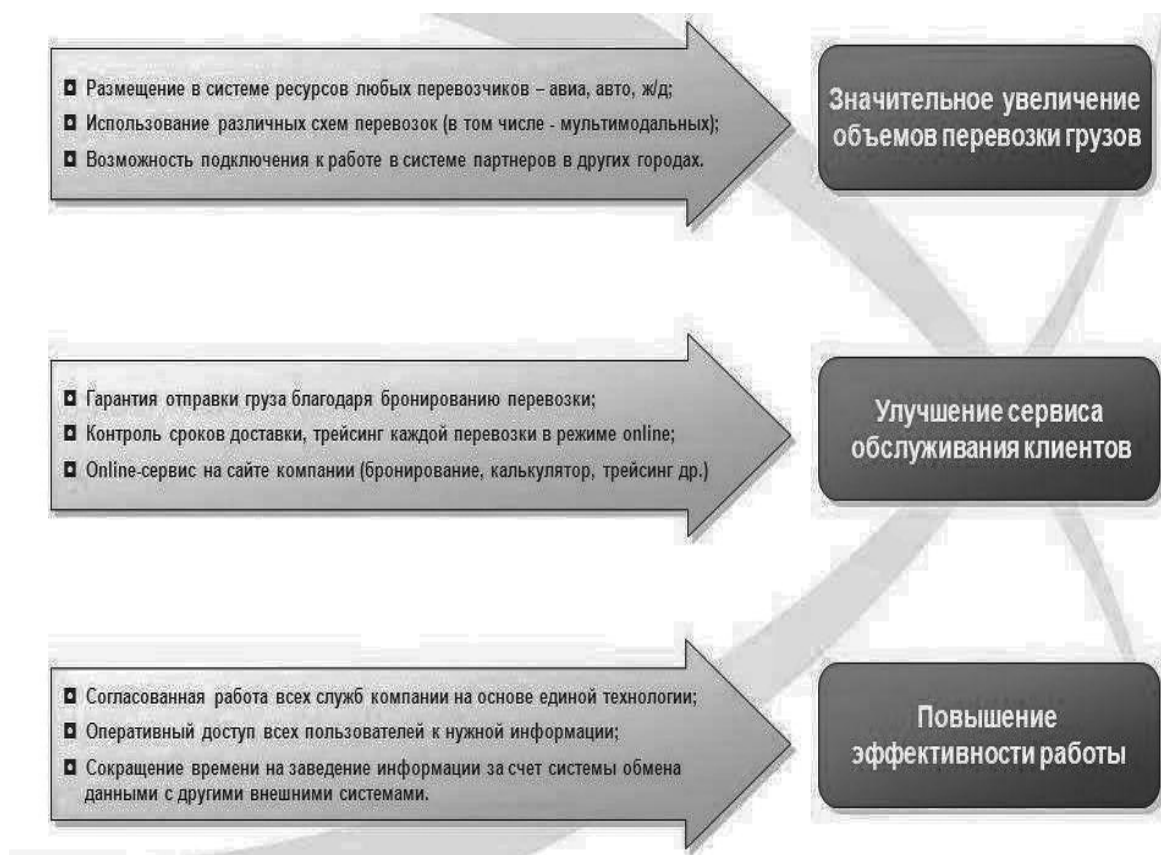 Размещение в системе ресурсов любых перевозчиков – авиа, авто, ж/д;
Использование различных схем перевозок (в том числе - мультимодальных);
Возможность подключения к работе в системе партнеров в других городах.
Значительное увеличение
объемов перевозки грузов
Гарантия отправки груза благодаря бронированию перевозки;
Контроль сроков доставки, трейсинг каждой перевозки в режиме online;
Online-сервис на сайте компании (бронирование, калькулятор, трейсинг др.)
Улучшение сервиса
обслуживания клиентов
Согласованная работа всех служб компании на основе единой технологии;
Оперативный доступ всех пользователей к нужной информации;
Сокращение времени на заведение информации за счет системы обмена
данными с другими внешними системами.
Повышение
эффективности работы